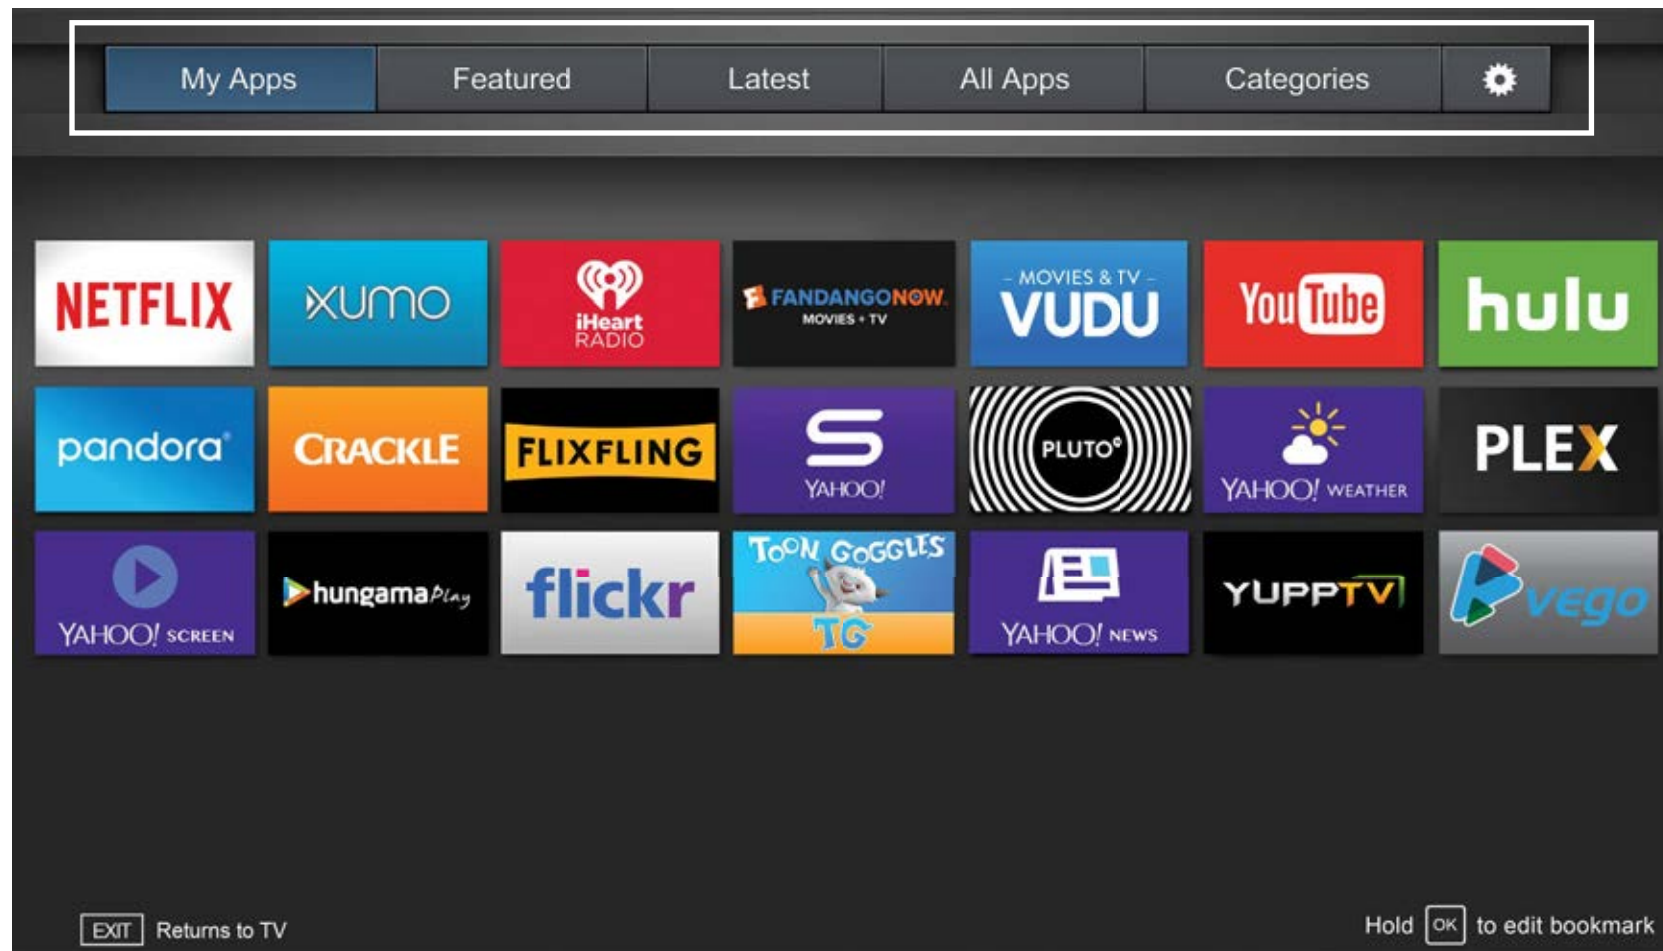 My Apps Featured Latest All Apps Categories
NETFLIX
XUMO
iHeart
RADIO
FANDANGONOW
MOVIES + TV
- MOVIES & TV -
VUDU
YouTube
hulu
pandora®
CRACKLE
FLIXFLING
S
YAHOO!
PLUTO
YAHOO! WEATHER
PLEX
YAHOO! SCREEN
hungama Play
flickr
TOON GOGGLES
TG
YAHOO! NEWS
YUPPTV
vego
EXIT Returns to TV
Hold OK to edit bookmark